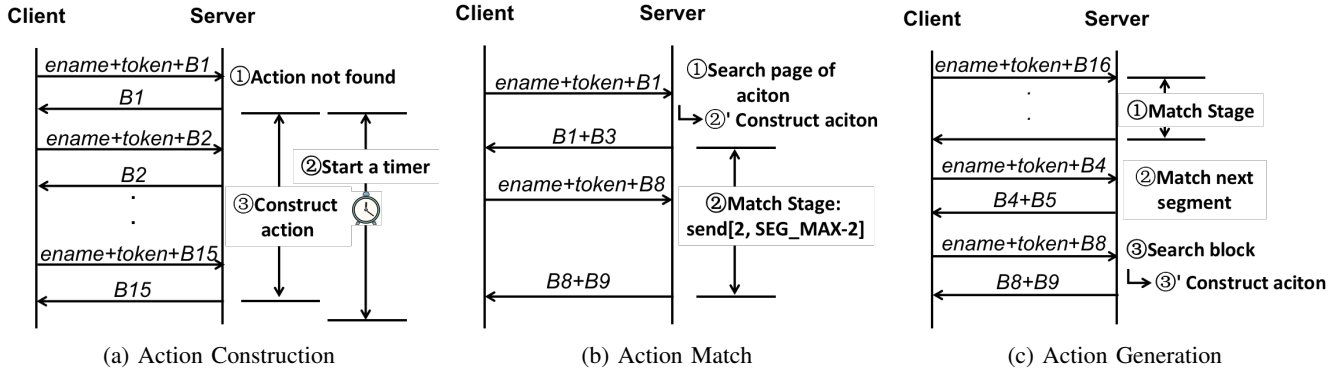 Client
Server
ename+token+B1
①Action not found
B1
ename+token+B2
②Start a timer
B2
③Construct
action
.
.
ename+token+B15
B15
(a) Action Construction
Client
Server
①Search page of
aciton
ename+token+B1
②' Construct aciton
B1+B3
ename+token+B8
②Match Stage:
send[2, SEG_MAX-2]
B8+B9
(b) Action Match
Client
Server
ename+token+B16
.
①Match Stage
.
ename+token+B4
②Match next
segment
B4+B5
ename+token+B8
③Search block
B8+B9
③' Construct aciton
(c) Action Generation